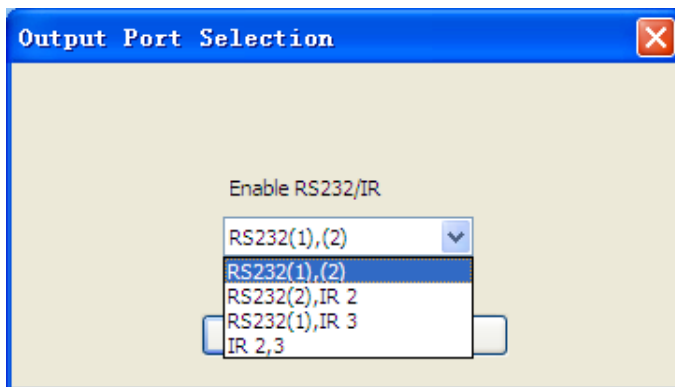 Output Port Selection
Enable RS232/IR
RS232(1),(2)
RS232(1),(2)
RS232(2),IR 2
RS232(1),IR 3
IR 2,3